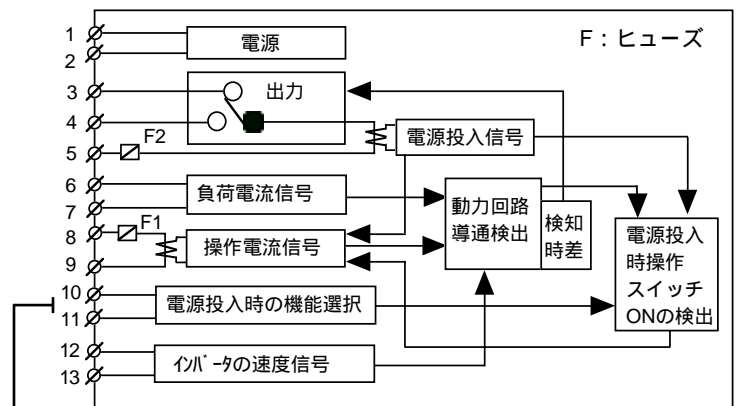 F：ヒューズ
1
2
電源
3
4
5
F2
出力
電源投入信号
6
7
負荷電流信号
8
9
F1
操作電流信号
動力回路
導通検出
検知
時差
電源投入
時操作
スイッチ
ONの検出
10
11
電源投入時の機能選択
12
13
ｲﾝﾊﾞｰﾀの速度信号